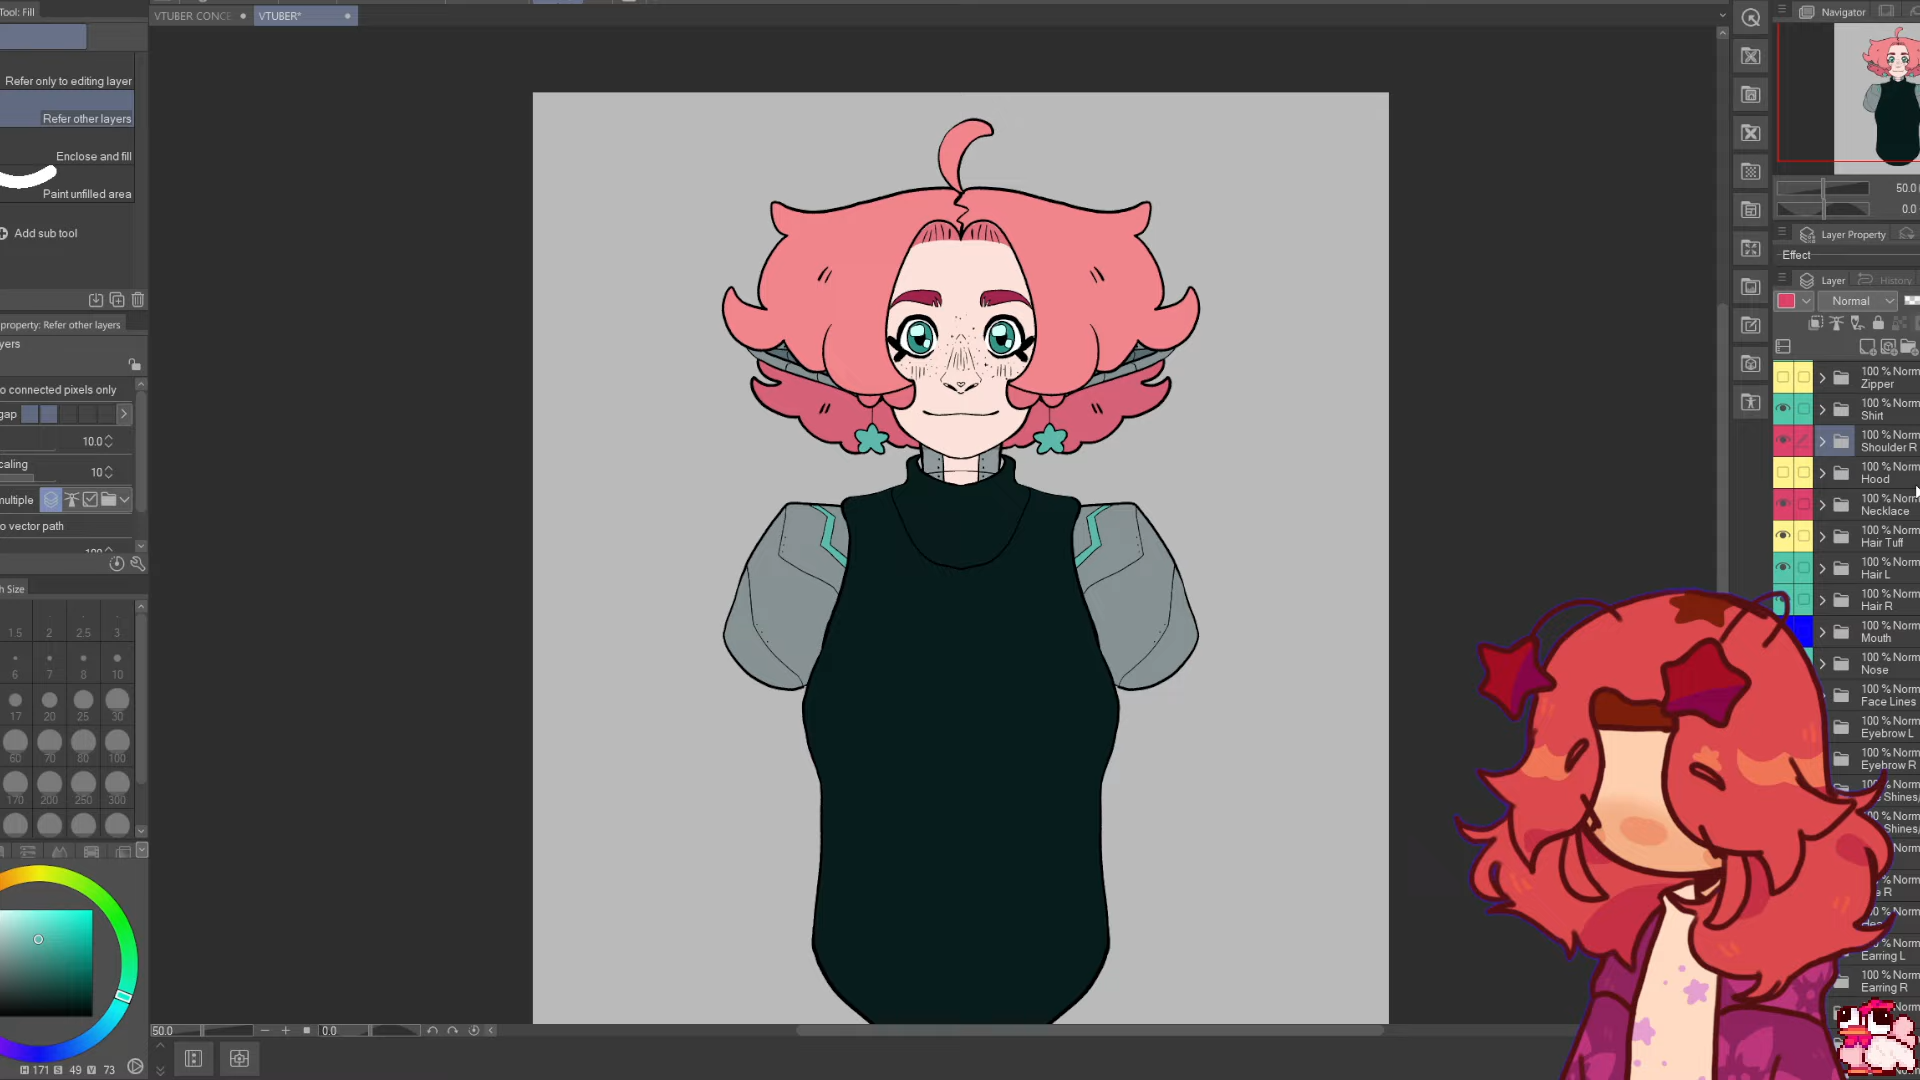 Tool: Fill
VTUBER CONCE
VTUBER*
Navigator
Refer only to editing layer
Refer other layers
Enclose and fill
Paint unfilled area
Add sub tool
property: Refer other layers
yers
o connected pixels only
gap
10.0
caling
10
multiple
o vector path
h Size
1.5 2 2.5 3
6 7 8 10
17 20 25 30
60 70 80 100
170 200 250 300
H 171 S 49 V 73
50.0
0.0
50.0
0.0
Layer Property
Effect
Layer
History
Normal
100 % Norm
Zipper
100 % Norm
Shirt
100 % Norm
Shoulder R
100 % Norm
Hood
100 % Norm
Necklace
100 % Norm
Hair Tuff
100 % Norm
Hair L
100 % Norm
Hair R
100 % Norm
Mouth
100 % Norm
Nose
100 % Norm
Face Lines
100 % Norm
Eyebrow L
100 % Norm
Eyebrow R
% Norm
Shines/
% Norm
Shines/
Norm
% Norm
R
% Norm
% Norm
Earring L
100 % Norm
Earring R
Norm